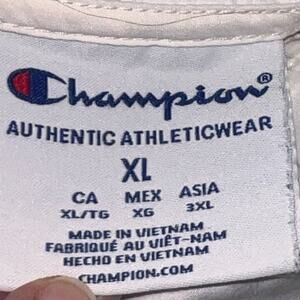 Champion®
AUTHENTIC ATHLETICWEAR
XL
CA MEX ASIA
XL/TG XG 3XL
MADE IN VIETNAM
FABRIQUÉ AU VIÊT-NAM
HECHO EN VIETNAM
CHAMPION.COM